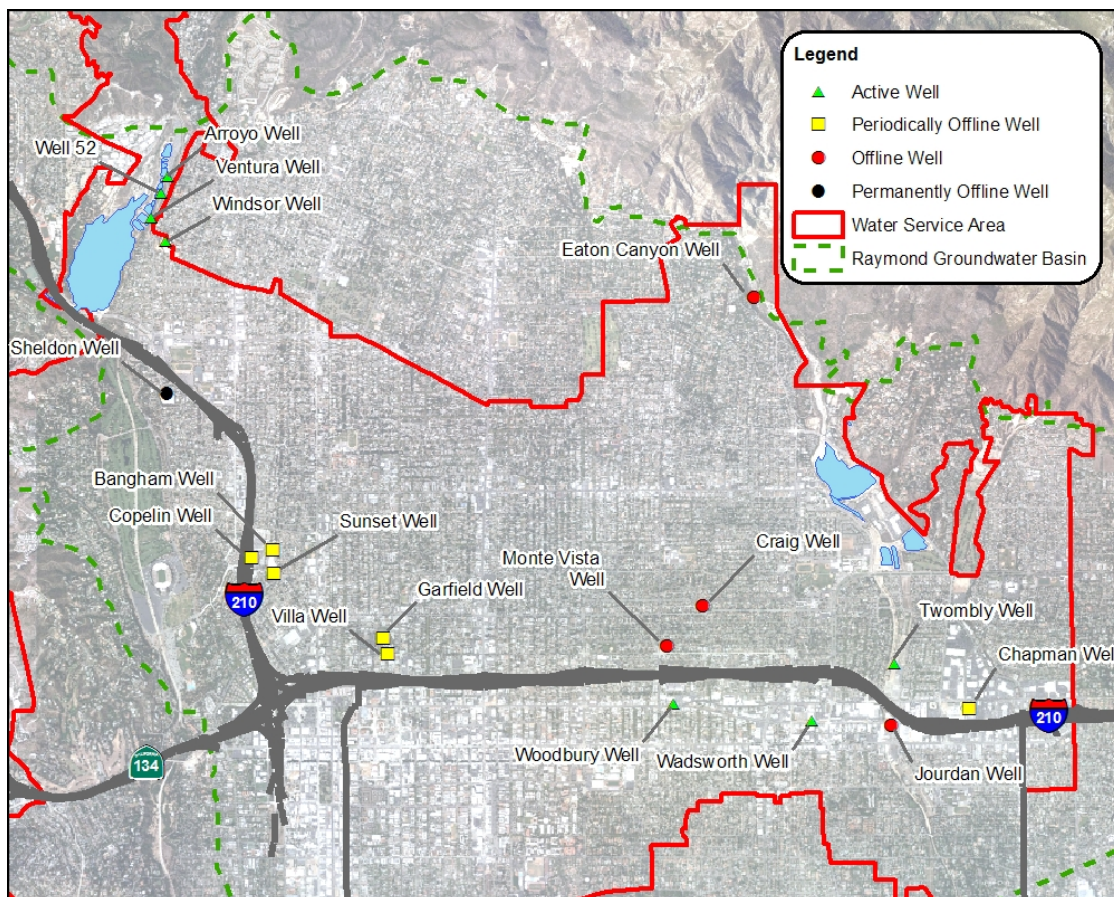 Legend
Active Well
Periodically Offline Well
Offline Well
Permanently Offline Well
Water Service Area
Raymond Groundwater Basin
Arroyo Well
Well 52
Ventura Well
Windsor Well
Eaton Canyon Well
Sheldon Well
Bangham Well
Copelin Well
Sunset Well
Monte Vista
Well
Craig Well
Garfield Well
Villa Well
210
Twombly Well
Chapman Well
210
Woodbury Well
Wadsworth Well
Jourdan Well
CALIFORNIA
134